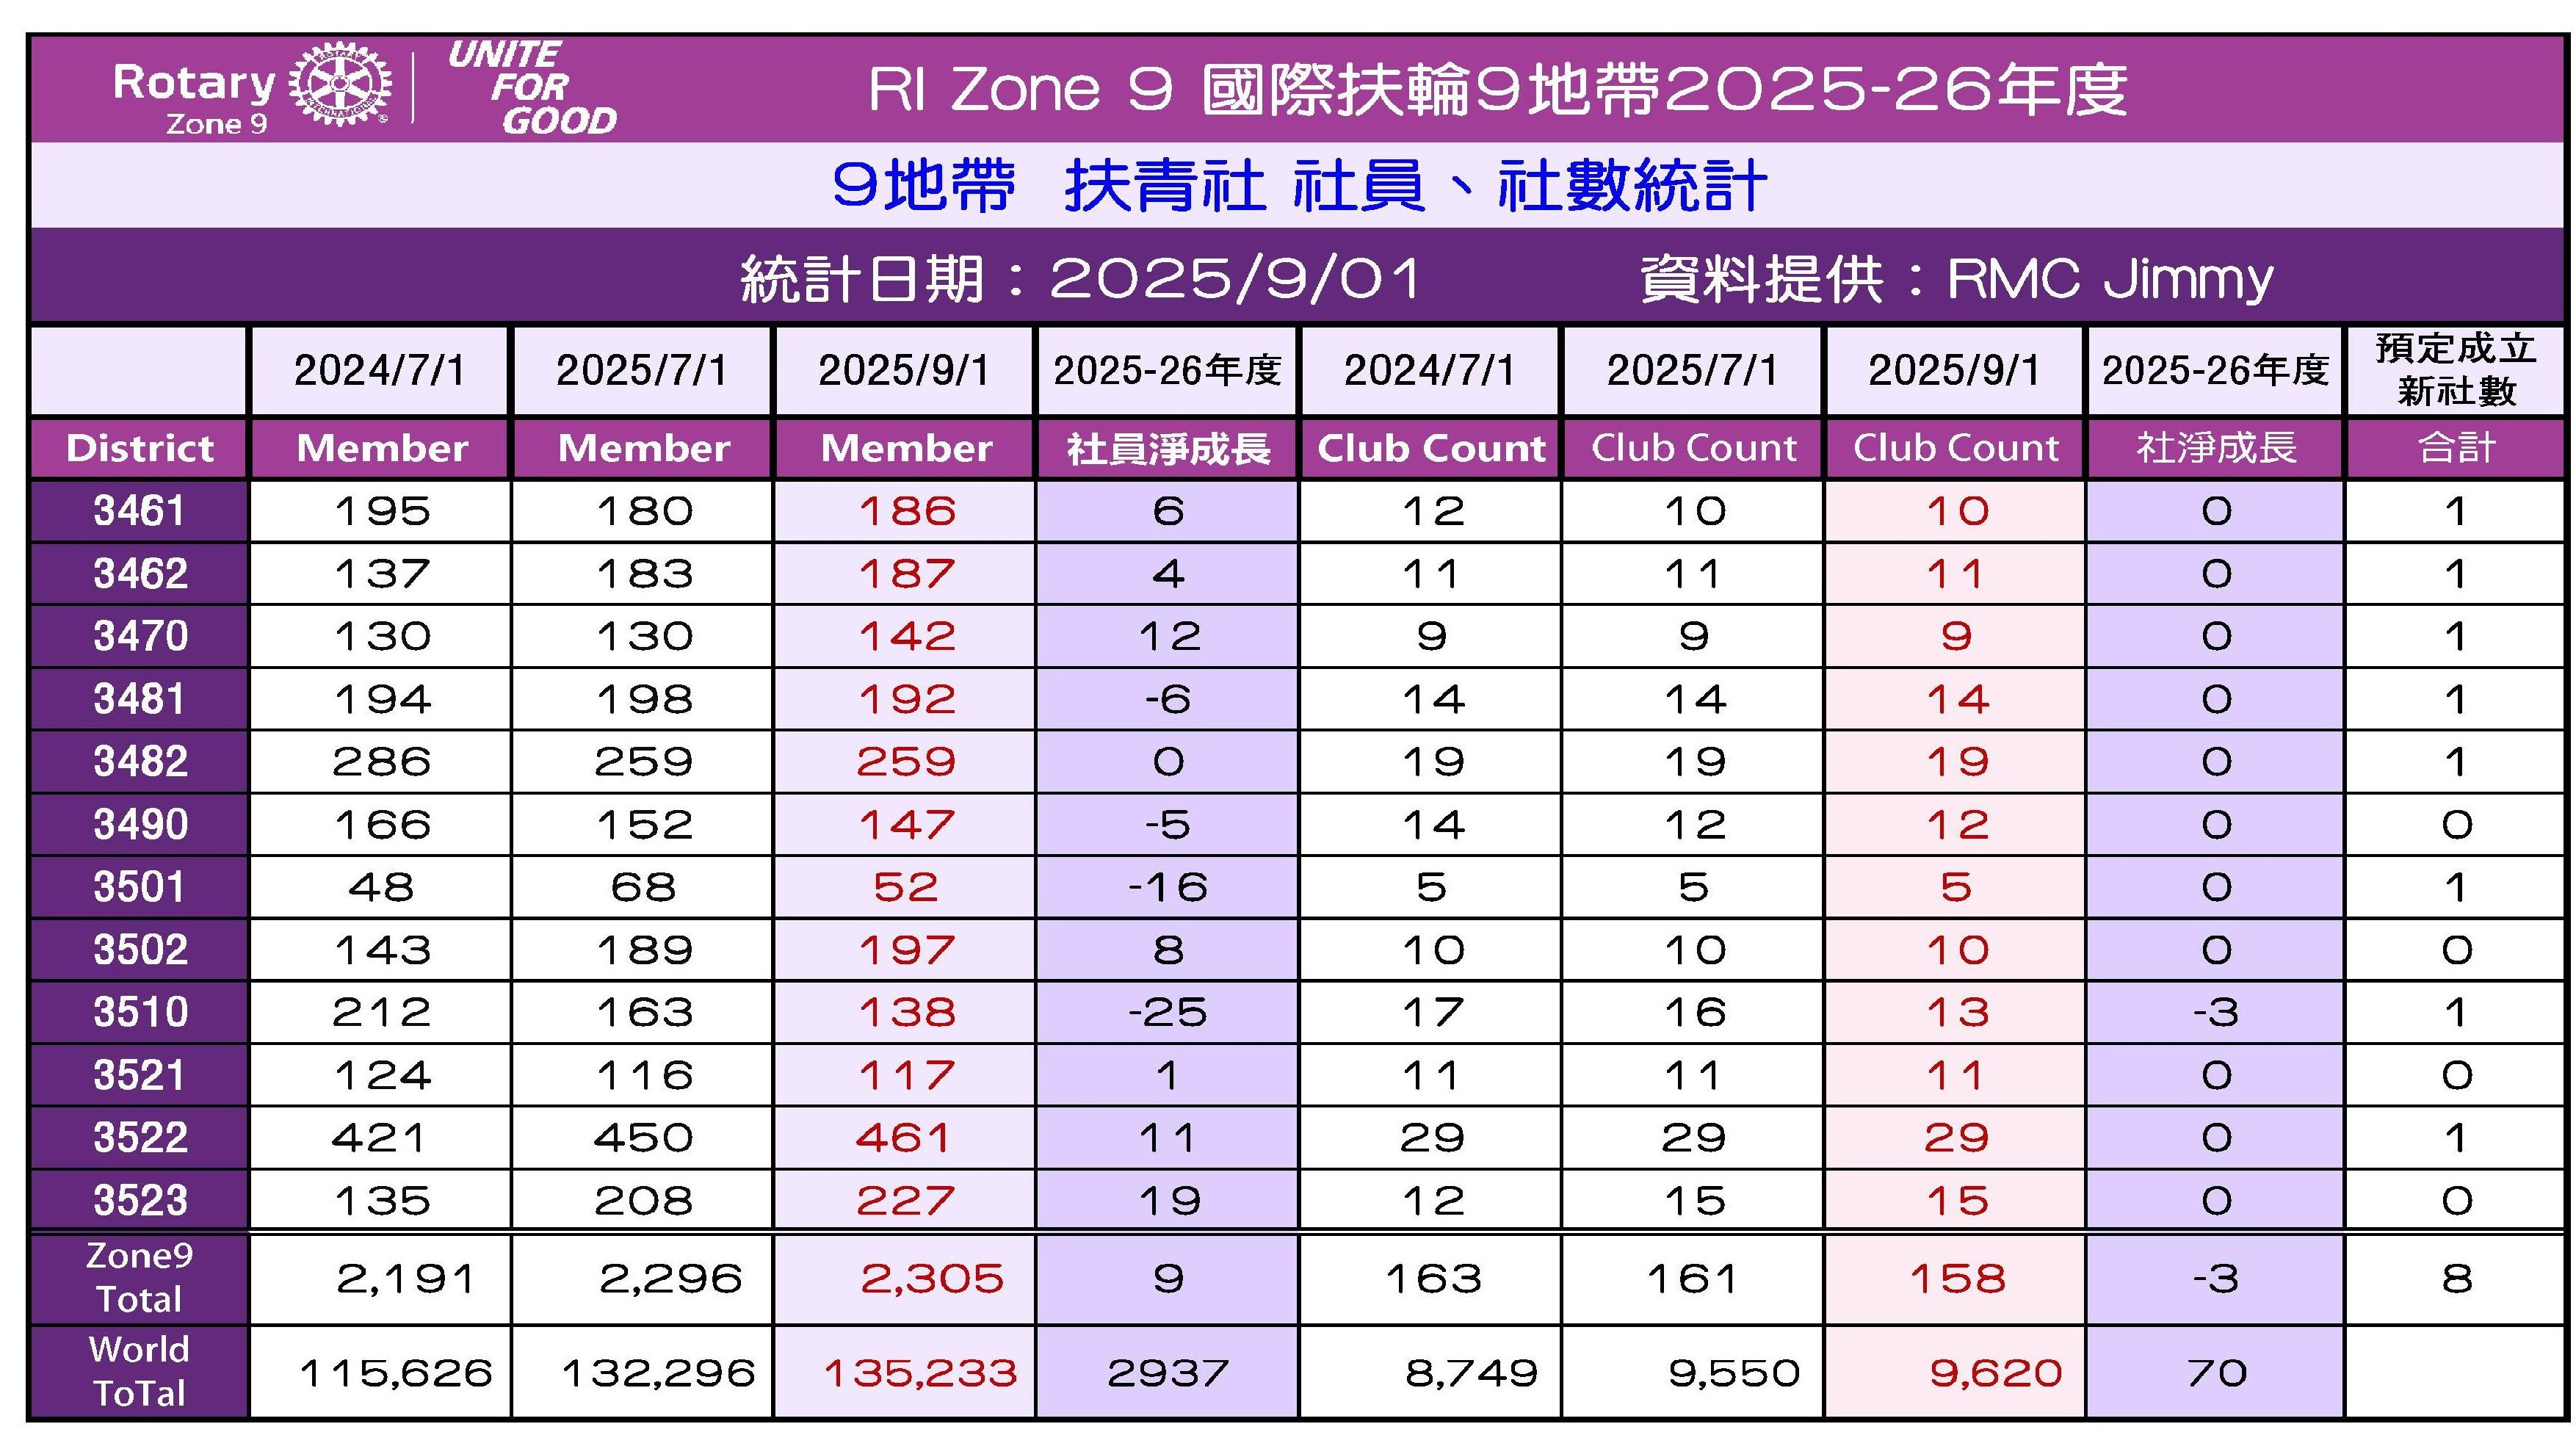 Rotary
Zone 9
UNITE
FOR
GOOD
RI Zone 9 國際扶輪9地帶2025-26年度
9地帶 扶青社 社員、社數統計
統計日期：2025/9/01 資料提供：RMC Jimmy
2024/7/1 2025/7/1 2025/9/1 2025-26年度 2024/7/1 2025/7/1 2025/9/1 2025-26年度 預定成立
新社數
District Member Member Member 社員淨成長 Club Count Club Count Club Count 社淨成長 合計
3461 195 180 186 6 12 10 10 0 1
3462 137 183 187 4 11 11 11 0 1
3470 130 130 142 12 9 9 9 0 1
3481 194 198 192 -6 14 14 14 0 1
3482 286 259 259 0 19 19 19 0 1
3490 166 152 147 -5 14 12 12 0 0
3501 48 68 52 -16 5 5 5 0 1
3502 143 189 197 8 10 10 10 0 0
3510 212 163 138 -25 17 16 13 -3 1
3521 124 116 117 1 11 11 11 0 0
3522 421 450 461 11 29 29 29 0 1
3523 135 208 227 19 12 15 15 0 0
Zone9
Total 2,191 2,296 2,305 9 163 161 158 -3 8
World
ToTal 115,626 132,296 135,233 2937 8,749 9,550 9,620 70